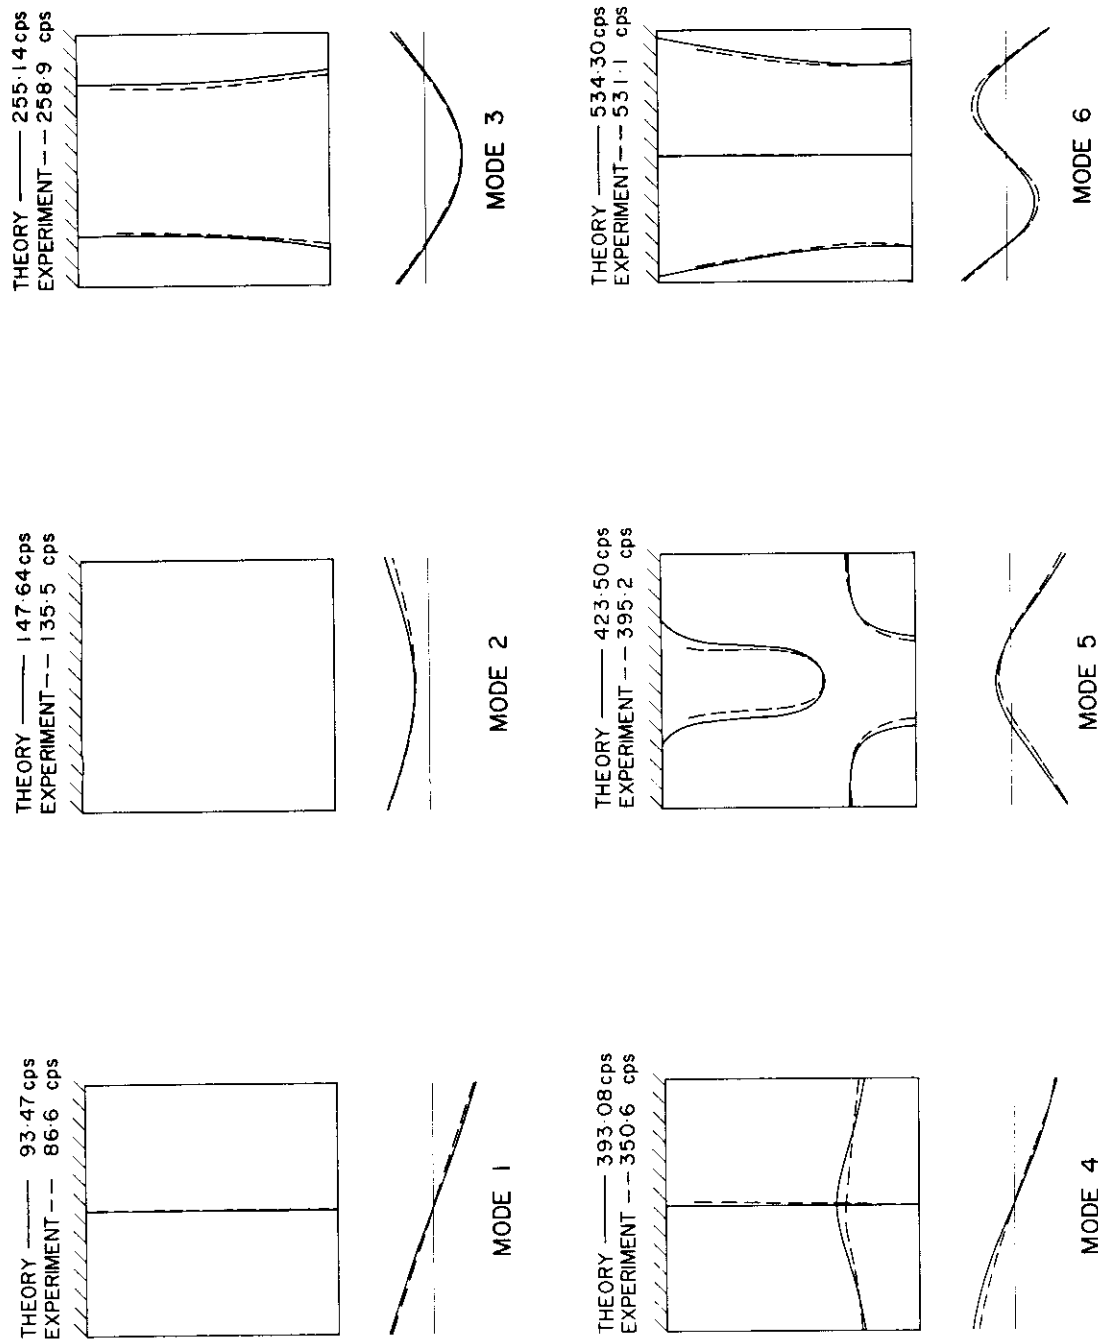 THEORY —— 93·47 cps
EXPERIMENT -- 86·6 cps
MODE 1
THEORY —— 147·64 cps
EXPERIMENT -- 135·5 cps
MODE 2
THEORY —— 255·14 cps
EXPERIMENT -- 258·9 cps
MODE 3
THEORY —— 393·08 cps
EXPERIMENT -- 350·6 cps
MODE 4
THEORY —— 423·50 cps
EXPERIMENT -- 395·2 cps
MODE 5
THEORY —— 534·30 cps
EXPERIMENT -- 531·1 cps
MODE 6